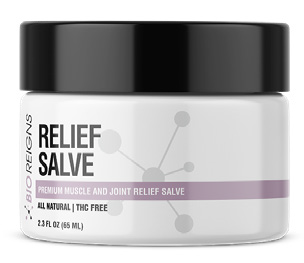 BIOREIGNS
RELIEF
SALVE
PREMIUM MUSCLE AND JOINT RELIEF SALVE
ALL NATURAL | THC FREE
2.3 FL OZ (65 ML)